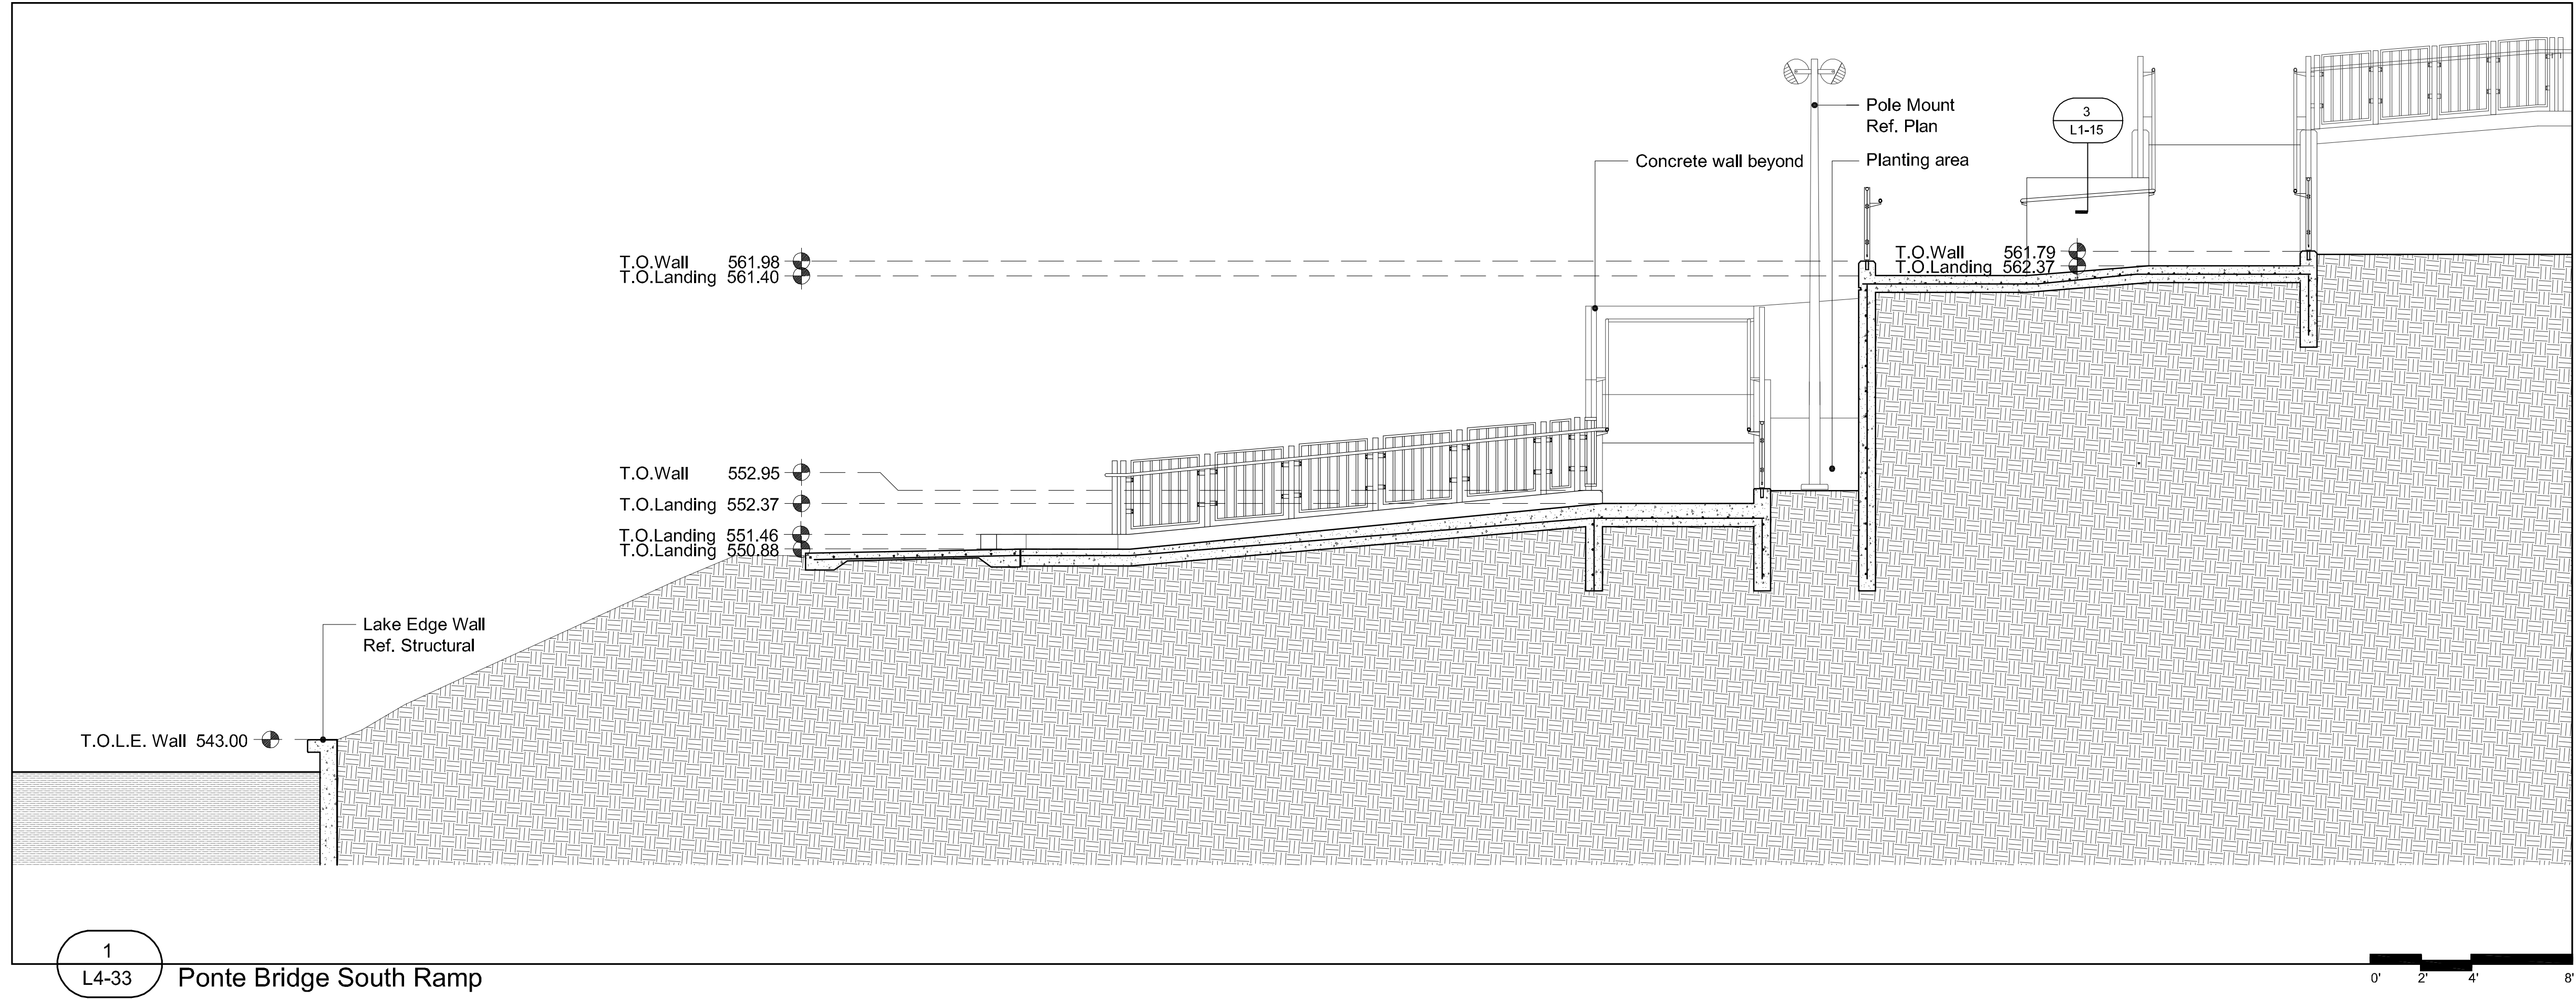 3
L1-15
Pole Mount
Ref. Plan
Concrete wall beyond
Planting area
T.O.Wall 561.98
T.O.Landing 561.40
T.O.Wall 561.79
T.O.Landing 562.37
T.O.Wall 552.95
T.O.Landing 552.37
T.O.Landing 551.46
T.O.Landing 550.88
Lake Edge Wall
Ref. Structural
T.O.L.E. Wall 543.00
1
L4-33
Ponte Bridge South Ramp
0' 2' 4' 8'